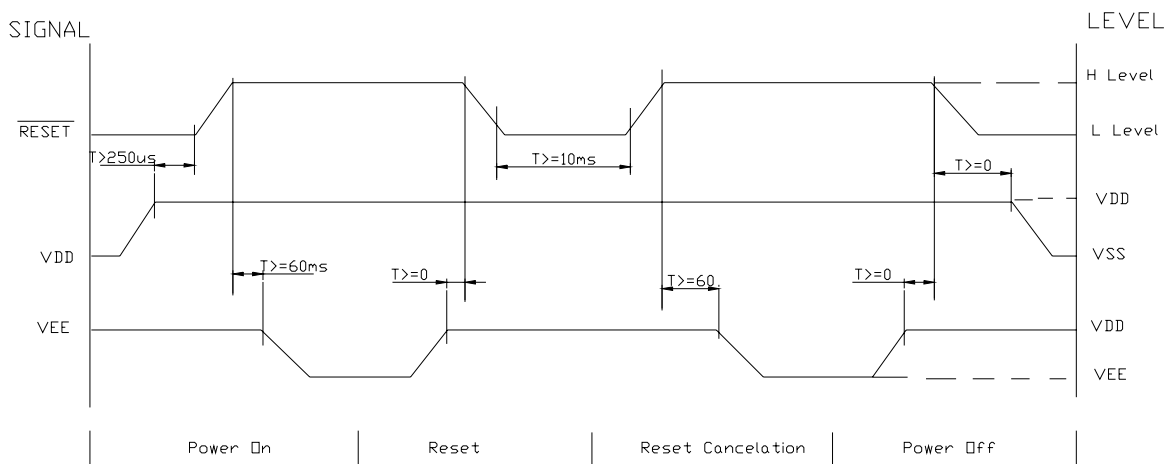 SIGNAL
LEVEL
H Level
RESET
L Level
T>250us
T>=10ms
T>=0
VDD
VDD
VSS
T>=60ms
T>=0
T>=60.
T>=0
VEE
VDD
VEE
Power On
Reset
Reset Cancelation
Power Off